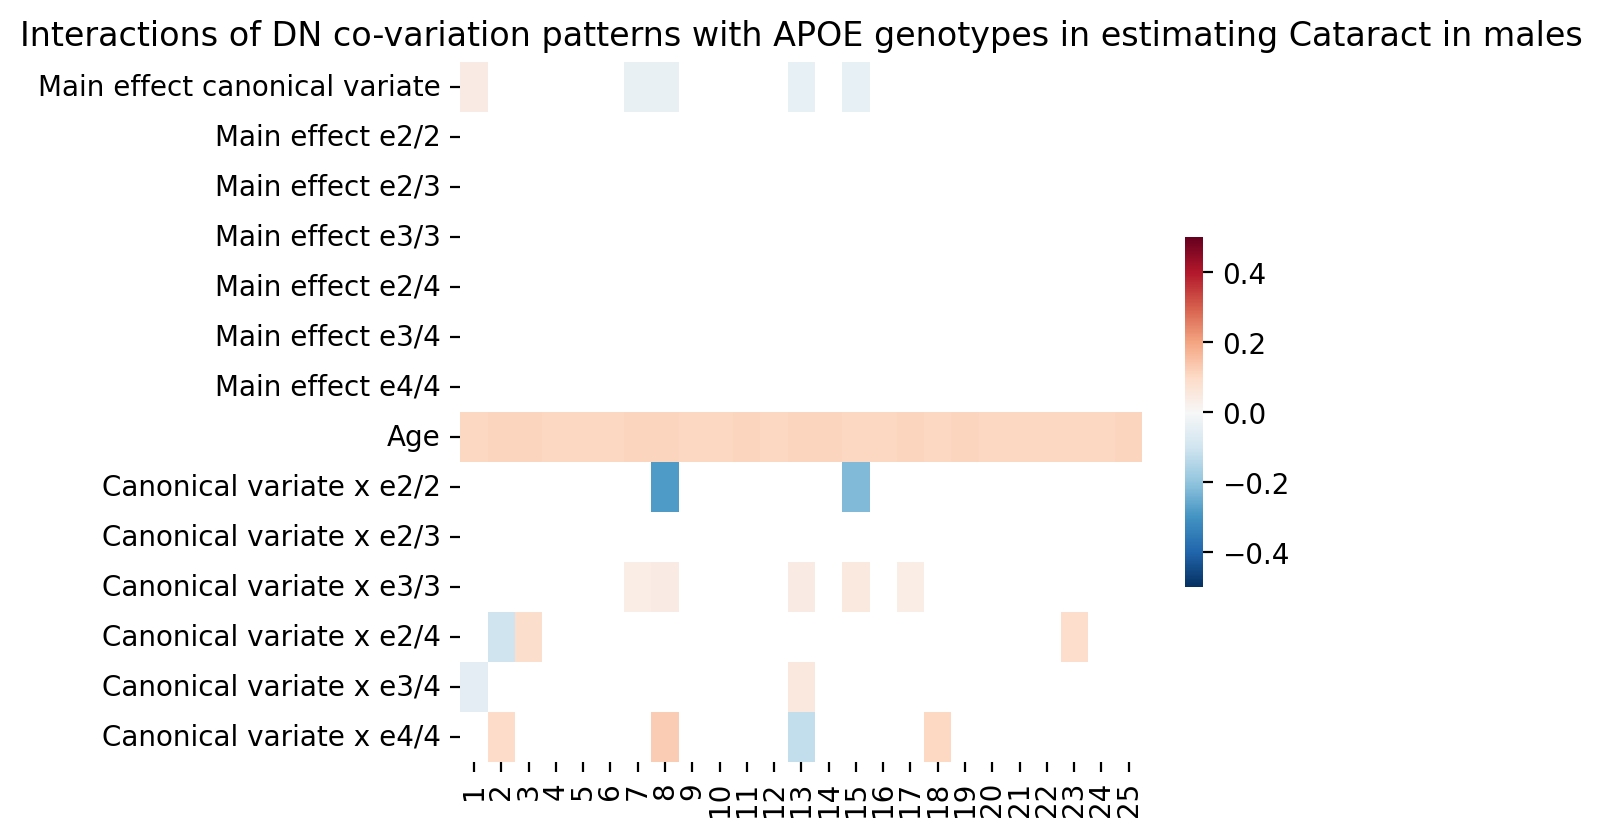 Interactions of DN co-variation patterns with APOE genotypes in estimating Cataract in males
Main effect canonical variate
Main effect e2/2
Main effect e2/3
Main effect e3/3
Main effect e2/4
Main effect e3/4
Main effect e4/4
Age
Canonical variate x e2/2
Canonical variate x e2/3
Canonical variate x e3/3
Canonical variate x e2/4
Canonical variate x e3/4
Canonical variate x e4/4
1 2 3 4 5 6 7 8 9 10 11 12 13 14 15 16 17 18 19 20 21 22 23 24 25
0.4
0.2
0.0
−0.2
−0.4